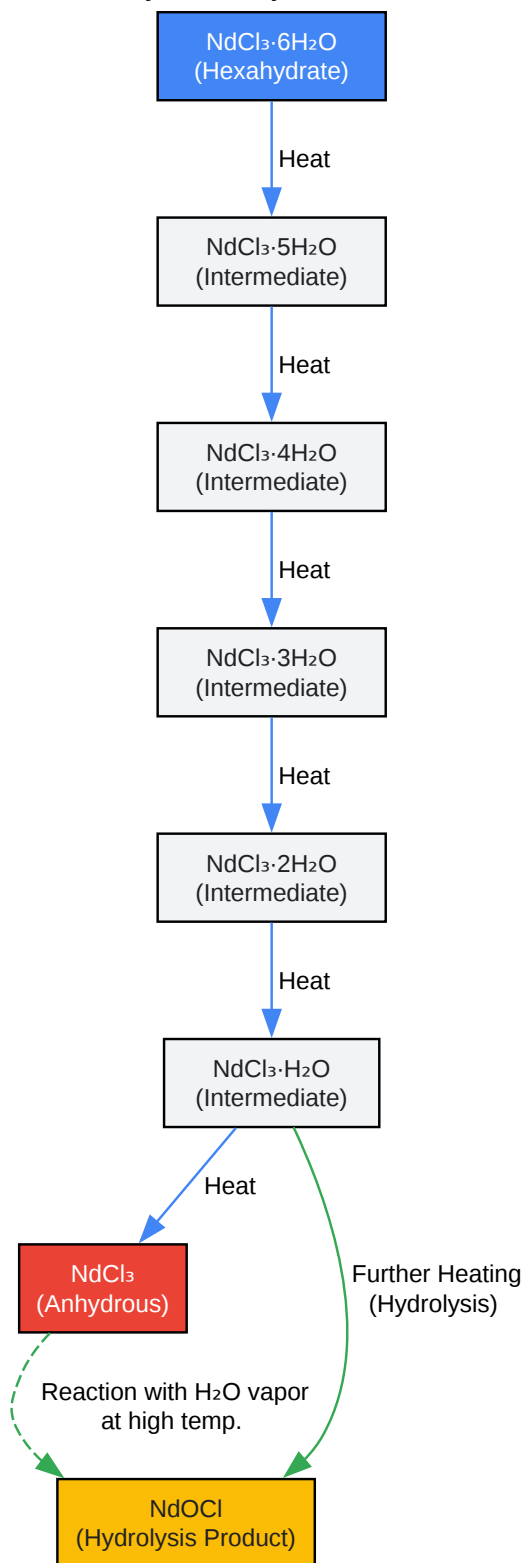 NdCl₃·6H₂O
(Hexahydrate)
Heat
NdCl₃·5H₂O
(Intermediate)
Heat
NdCl₃·4H₂O
(Intermediate)
Heat
NdCl₃·3H₂O
(Intermediate)
Heat
NdCl₃·2H₂O
(Intermediate)
Heat
NdCl₃·H₂O
(Intermediate)
Heat
NdCl₃
(Anhydrous)
Further Heating
(Hydrolysis)
Reaction with H₂O vapor
at high temp.
NdOCl
(Hydrolysis Product)